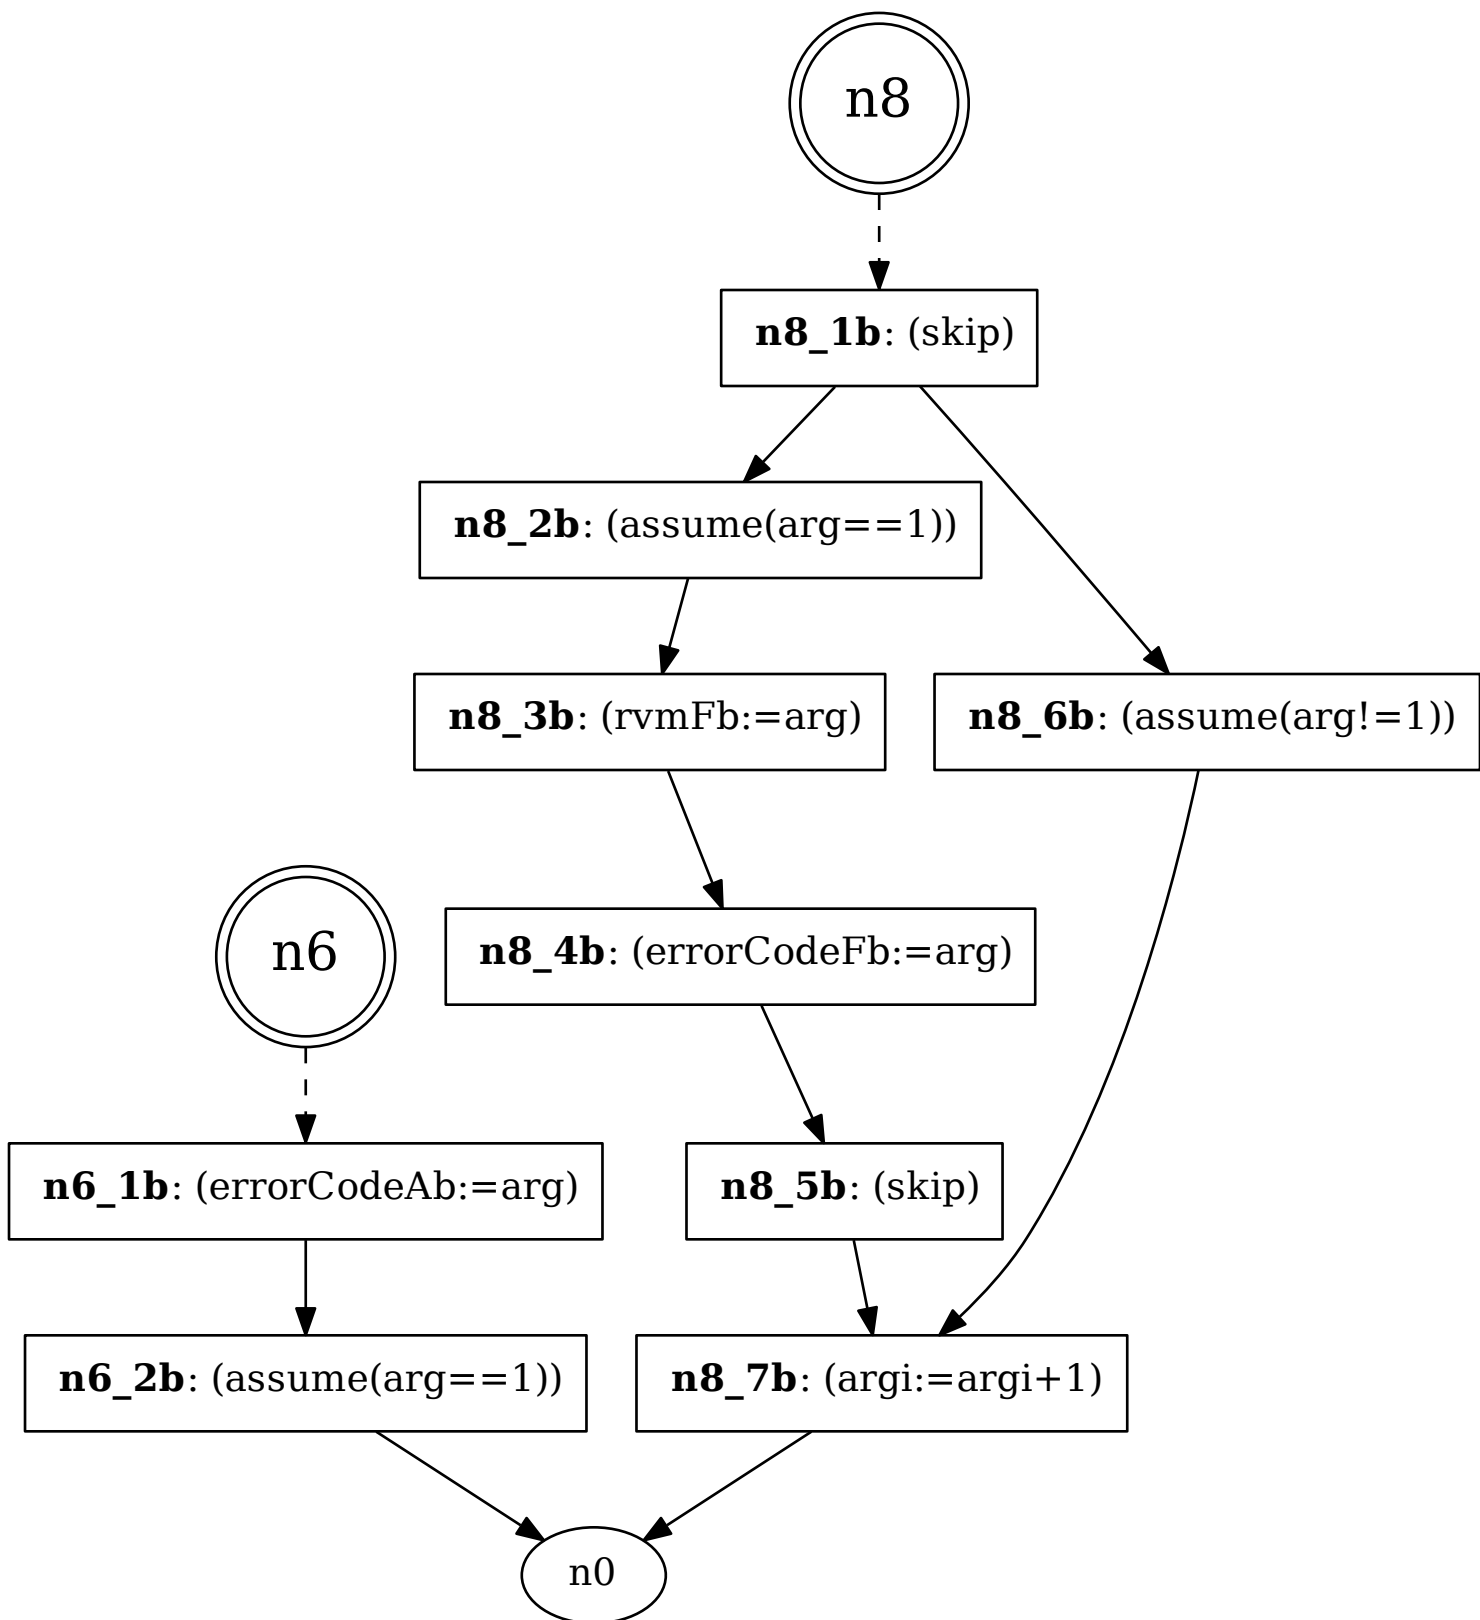 n8
n8_1b: (skip)
n8_2b: (assume(arg==1))
n8_3b: (rvmFb:=arg)
n8_6b: (assume(arg!=1))
n8_4b: (errorCodeFb:=arg)
n6
n6_1b: (errorCodeAb:=arg)
n8_5b: (skip)
n6_2b: (assume(arg==1))
n8_7b: (argi:=argi+1)
n0